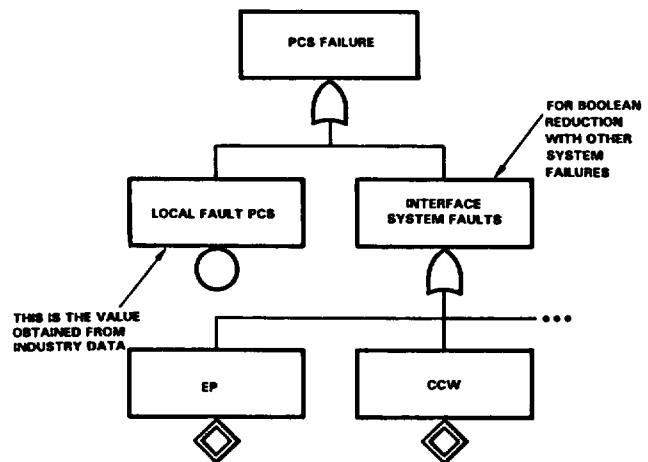 PCS FAILURE
FOR BOOLEAN
REDUCTION
WITH OTHER
SYSTEM
FAILURES
LOCAL FAULT PCS
INTERFACE
SYSTEM FAULTS
THIS IS THE VALUE
OBTAINED FROM
INDUSTRY DATA
EP
CCW